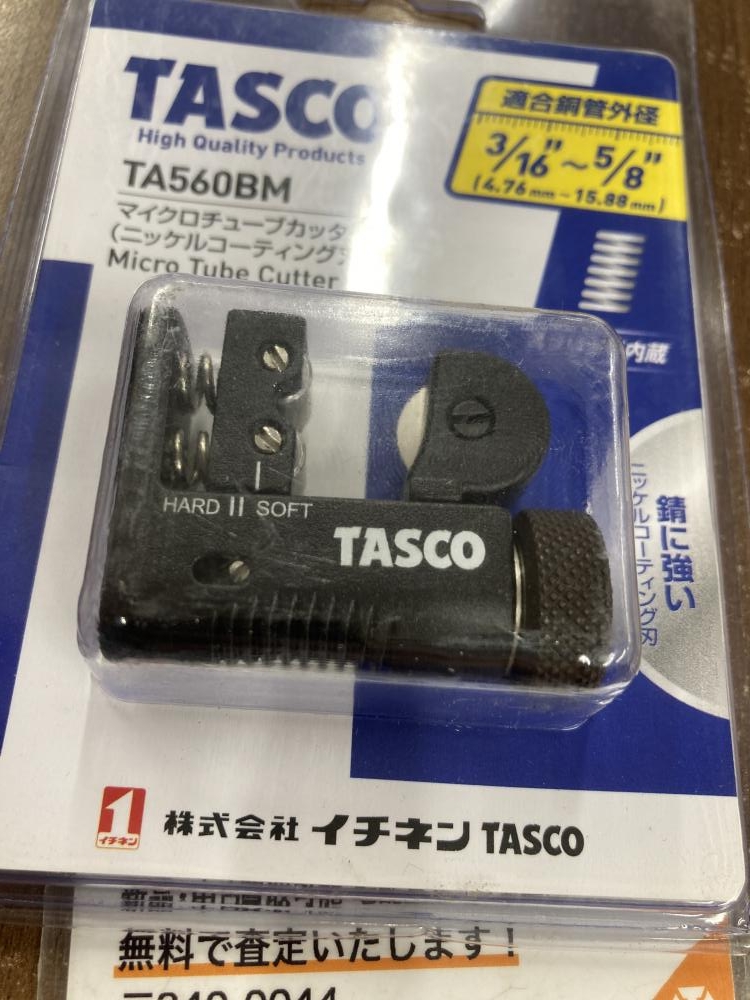 TASCO
High Quality Products
TA560BM
マイクロチューブカッタ
(ニッケルコーティング
Micro Tube Cutter
適合銅管外径
3/16"~5/8"
(4.76mm~15.88mm)
内蔵
HARD II SOFT
TASCO
錆に強い
ニッケルコーティング刃
1
イチネン
株式会社 イチネン TASCO
無料で査定いたします!